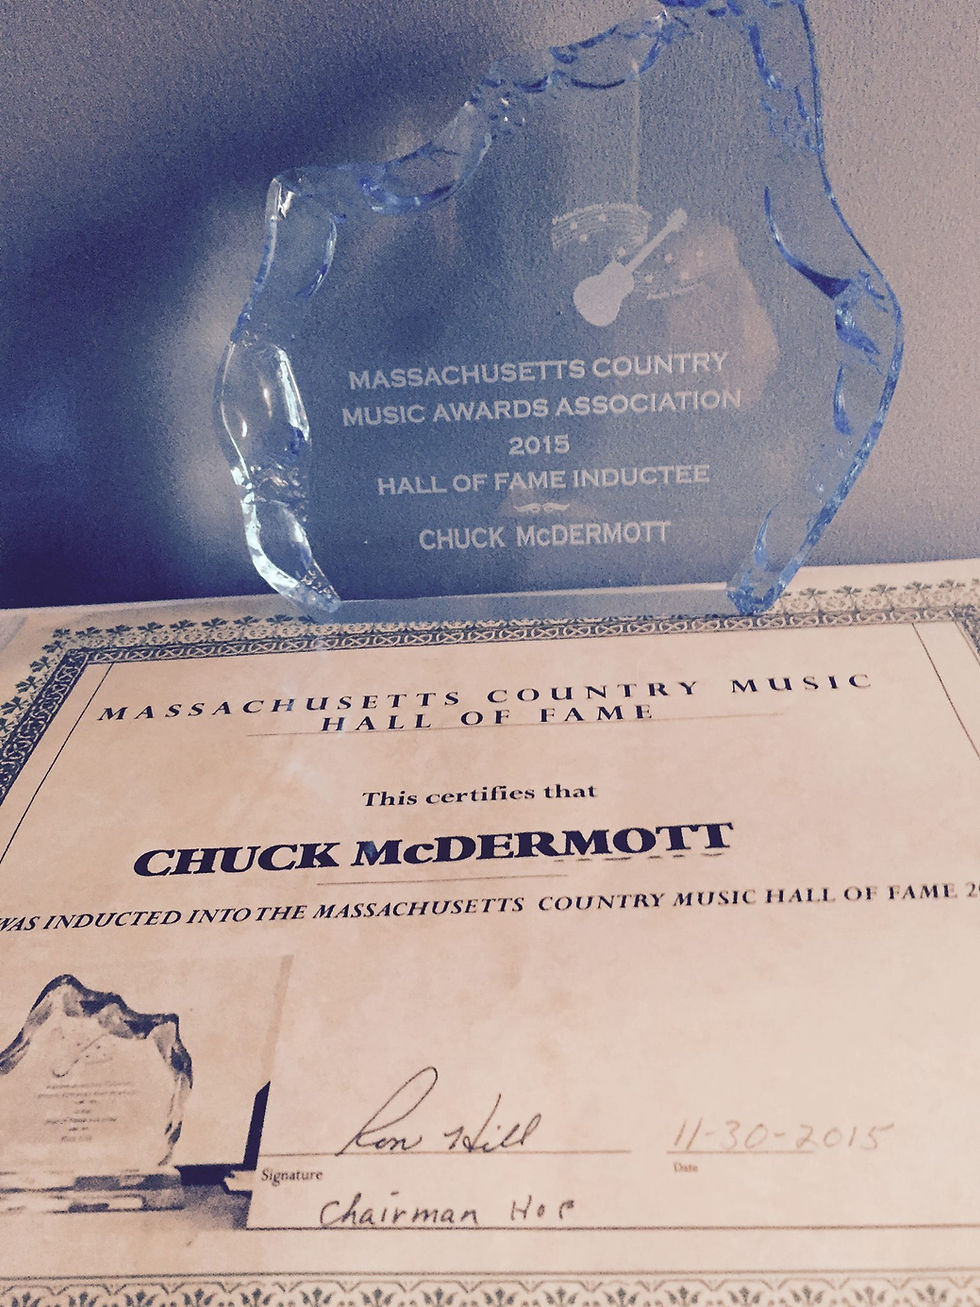 MASSACHUSETTS COUNTRY
MUSIC AWARDS ASSOCIATION
2015
HALL OF FAME INDUCTEE
CHUCK McDERMOTT
MASSACHUSETTS COUNTRY MUSIC
HALL OF FAME
This certifies that
CHUCK McDERMOTT
WAS INDUCTED INTO THE MASSACHUSETTS COUNTRY MUSIC HALL OF FAME
Ron Hill 11-30-2015
Signature Date
Chairman HOF